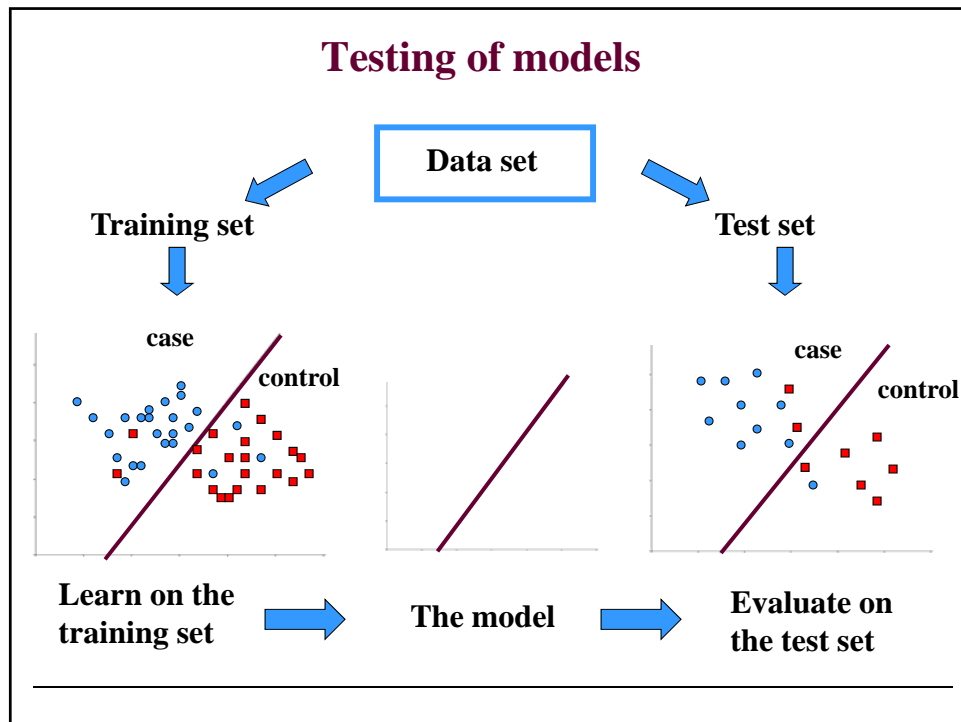 Testing of models
Data set
Training set
Test set
case
control
case
control
Learn on the
training set
The model
Evaluate on
the test set